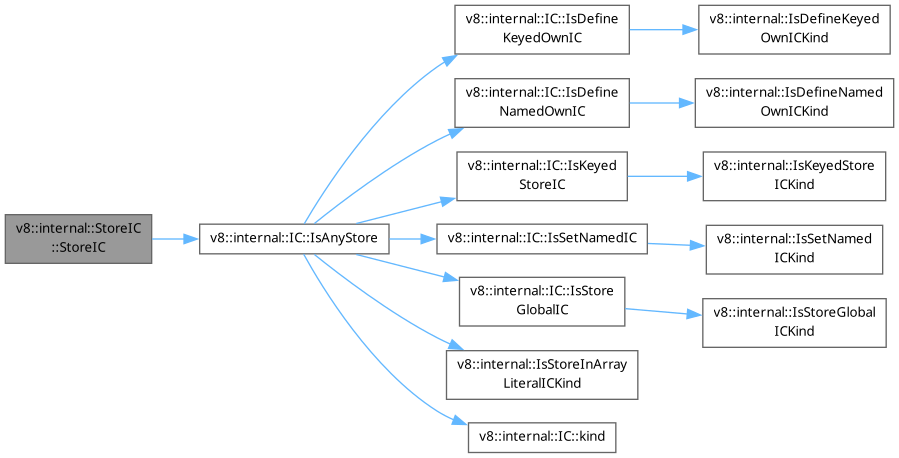 v8::internal::StoreIC
::StoreIC
v8::internal::IC::IsAnyStore
v8::internal::IC::IsDefine
KeyedOwnIC
v8::internal::IsDefineKeyed
OwnICKind
v8::internal::IC::IsDefine
NamedOwnIC
v8::internal::IsDefineNamed
OwnICKind
v8::internal::IC::IsKeyed
StoreIC
v8::internal::IsKeyedStore
ICKind
v8::internal::IC::IsSetNamedIC
v8::internal::IsSetNamed
ICKind
v8::internal::IC::IsStore
GlobalIC
v8::internal::IsStoreGlobal
ICKind
v8::internal::IsStoreInArray
LiteralICKind
v8::internal::IC::kind